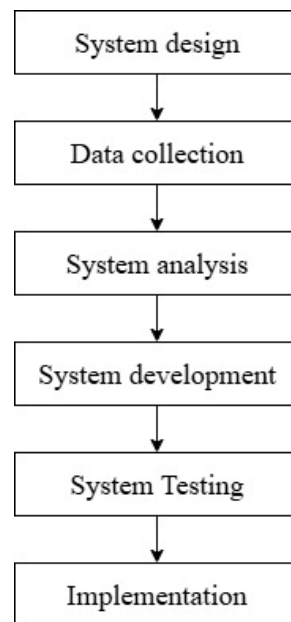 System design
Data collection
System analysis
System development
System Testing
Implementation